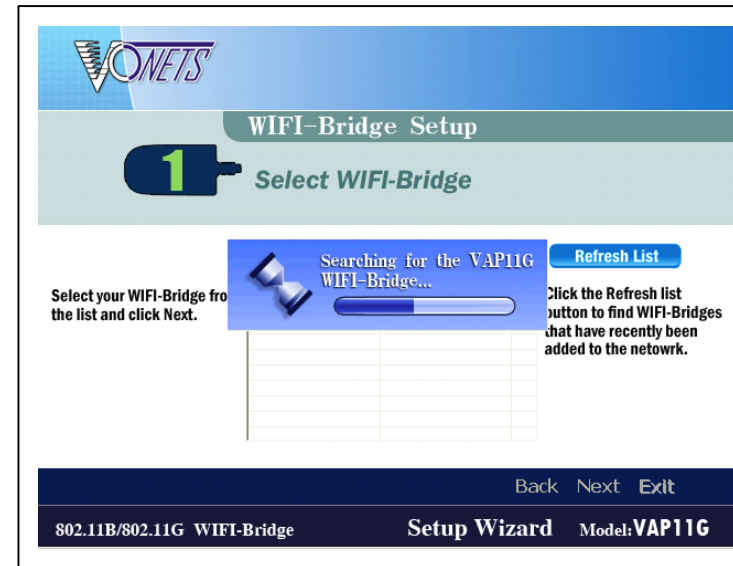 VONETS
WIFI-Bridge Setup
1
Select WIFI-Bridge
Searching for the VAP11G
WIFI-Bridge...
Refresh List
Select your WIFI-Bridge fro
the list and click Next.
Click the Refresh list
button to find WIFI-Bridges
that have recently been
added to the netowrk.
Back Next Exit
802.11B/802.11G WIFI-Bridge Setup Wizard Model:VAP11G